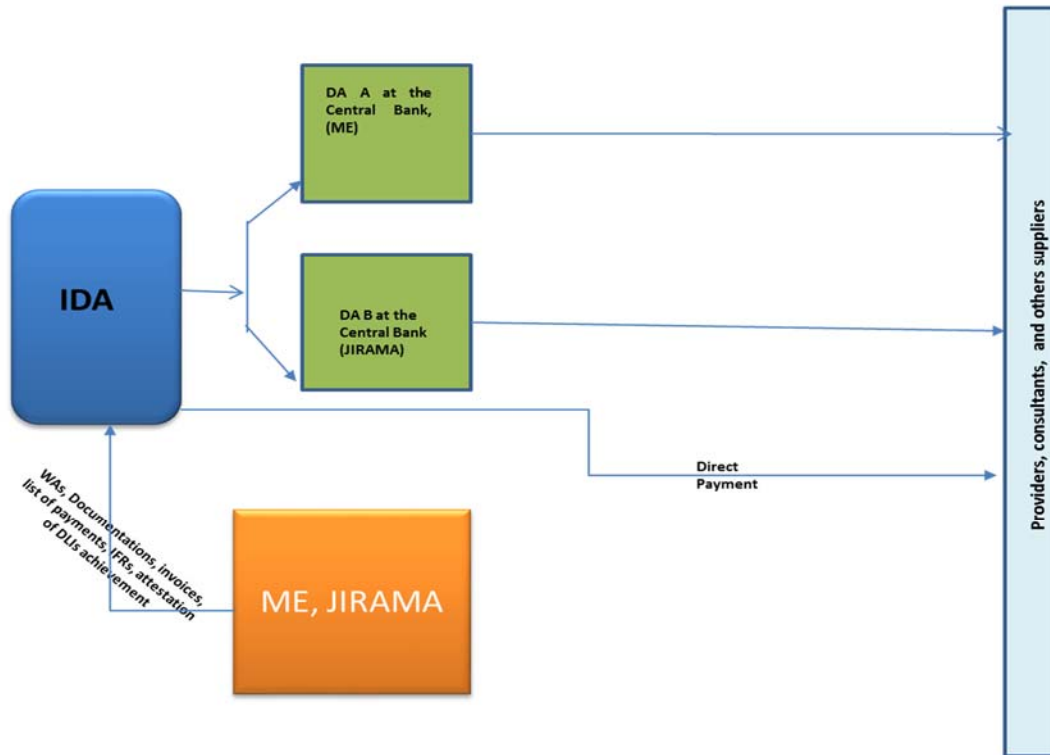 DA A at the
Central Bank,
(ME)
IDA
DA B at the
Central Bank
(JIRAMA)
Direct
Payment
WAs, Documentations, invoices,
list of payments, IFRs, attestation
of DLIs achievement
ME, JIRAMA
Providers, consultants, and others suppliers